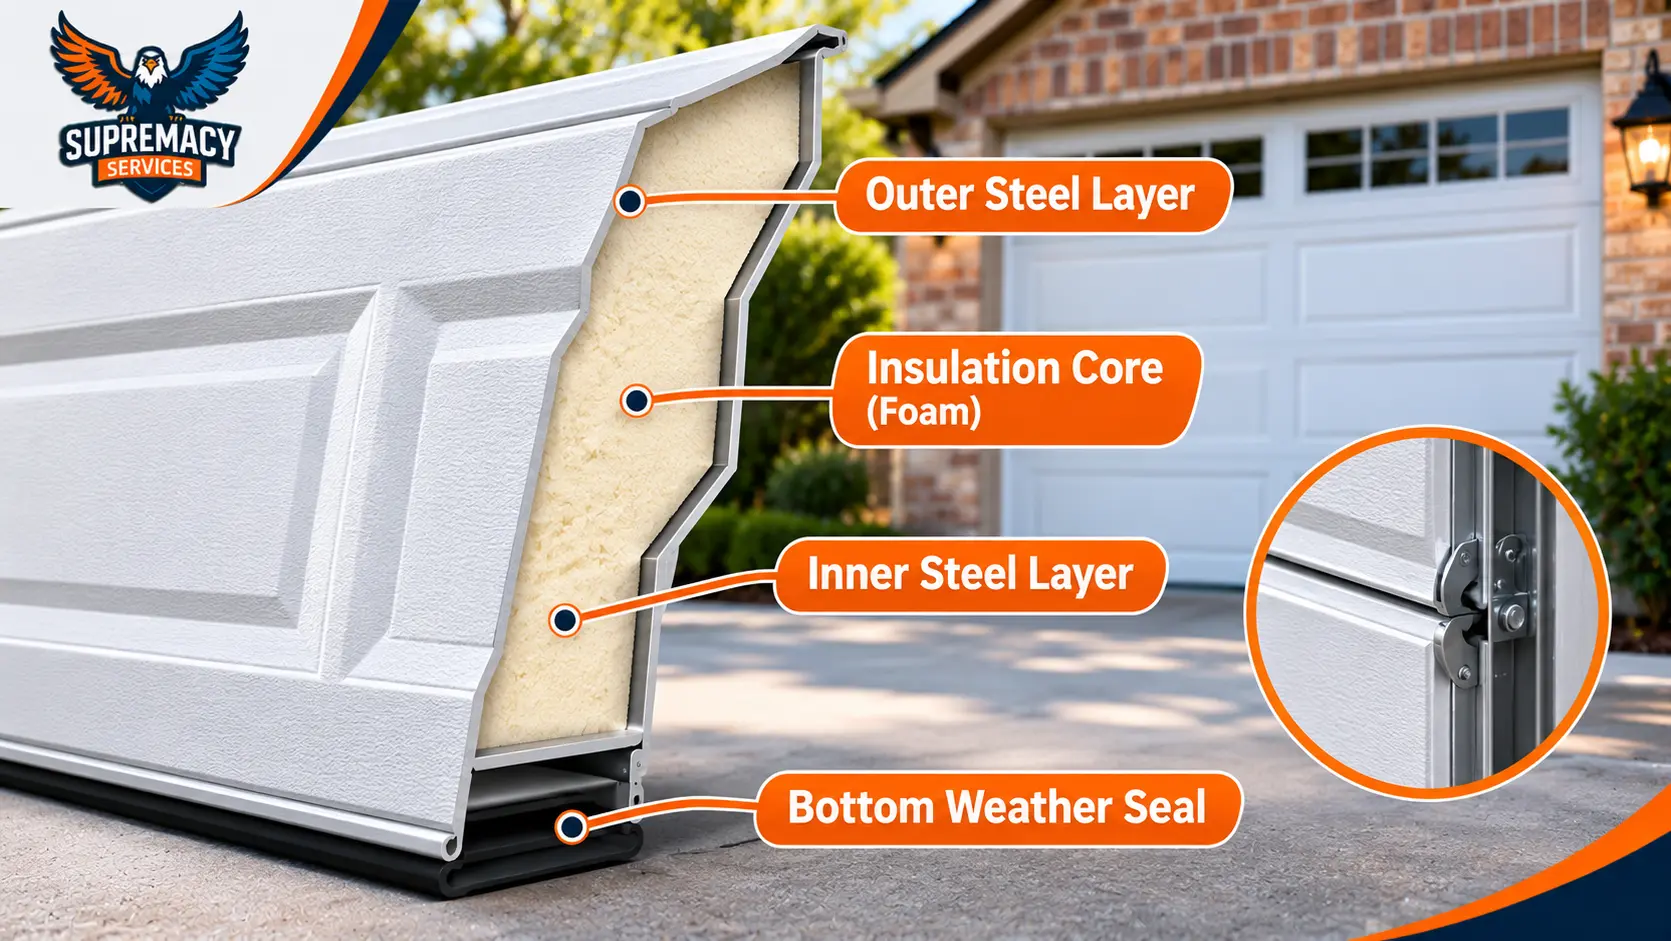 SUPREMACY
SERVICES
Outer Steel Layer
Insulation Core
(Foam)
Inner Steel Layer
Bottom Weather Seal